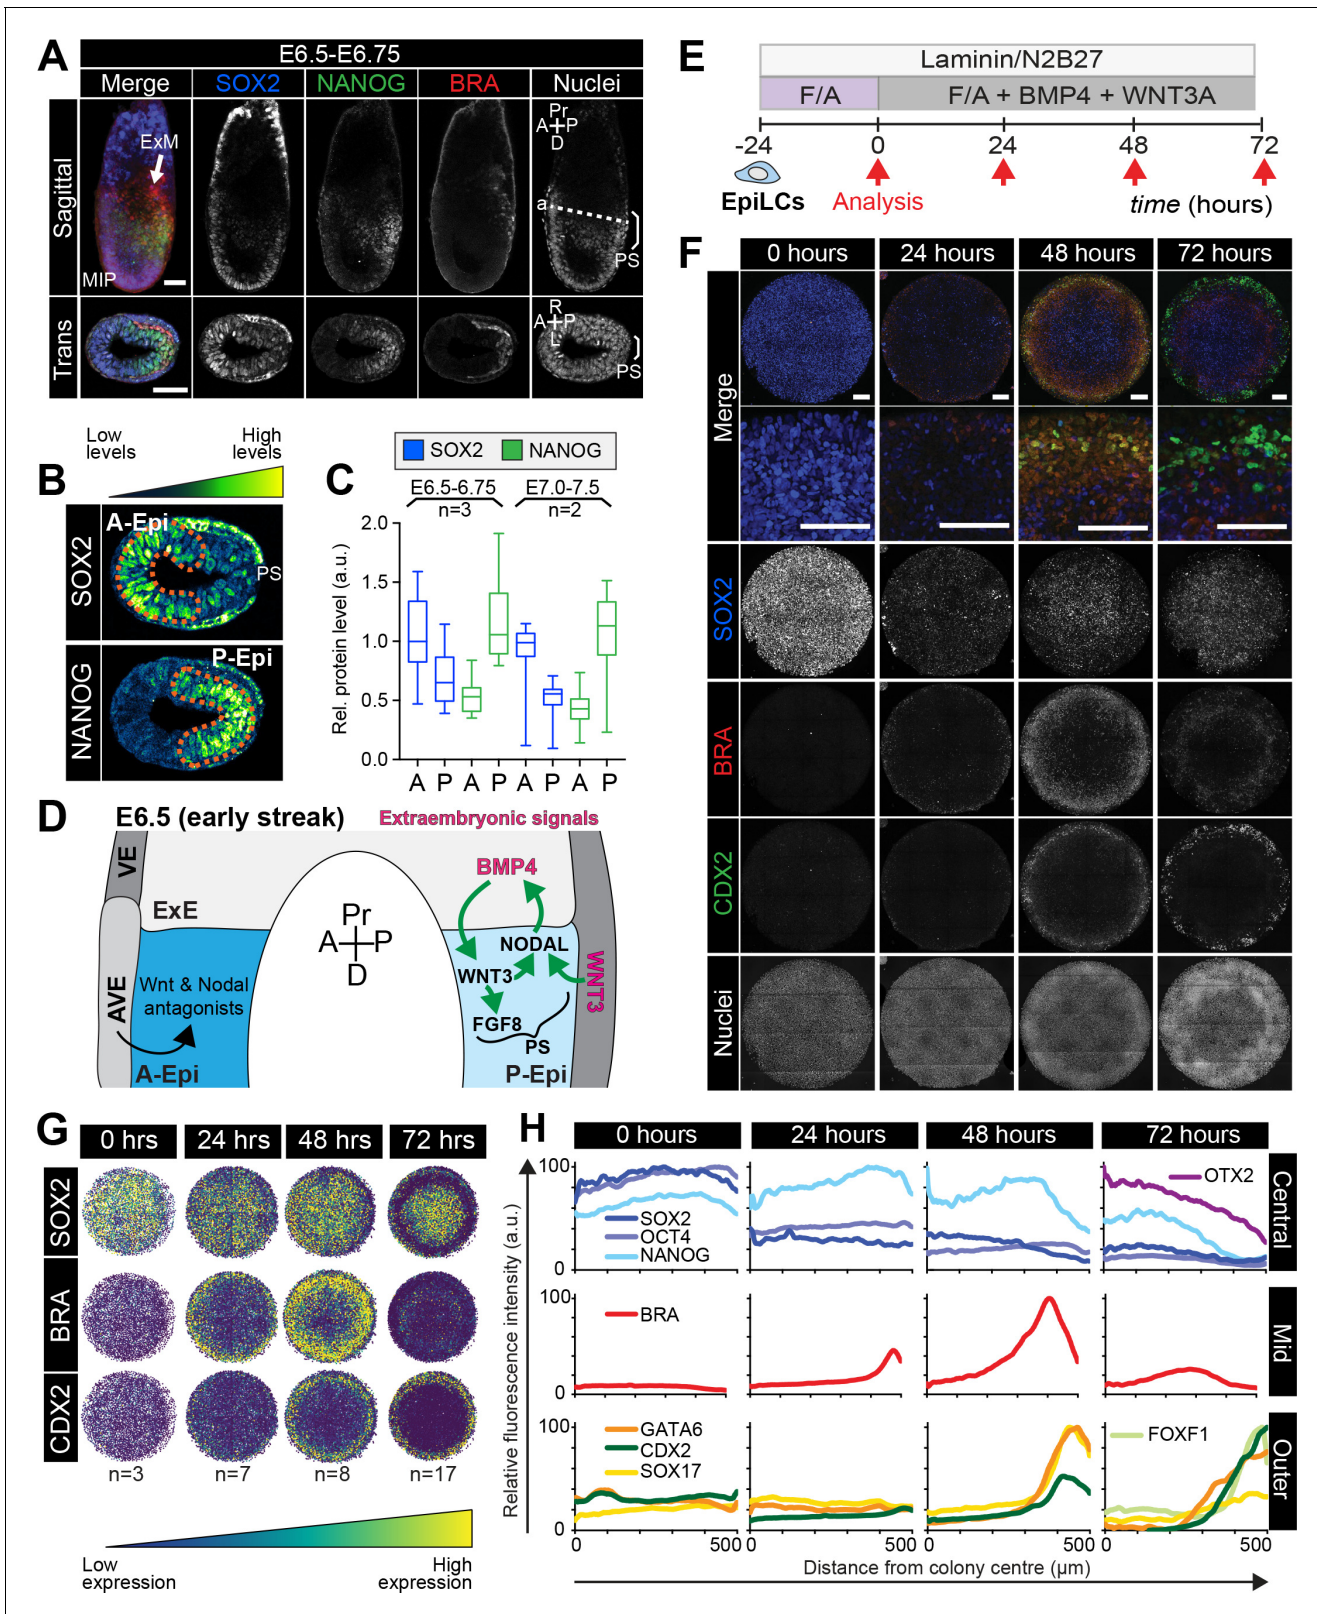 A
E6.5-E6.75
Merge SOX2 NANOG BRA Nuclei
Sagittal
ExM
MIP
Pr
A P
D
a
PS
Trans
R
A P
L
PS
B
Low levels
High levels
SOX2
A-Epi
PS
NANOG
P-Epi
C
SOX2 NANOG
E6.5-6.75 E7.0-7.5
n=3 n=2
Rel. protein level (a.u.)
2.0
1.5
1.0
0.5
0.0
A P A P A P A P
D
E6.5 (early streak)
Extraembryonic signals
VE
ExE
AVE
Wnt & Nodal
antagonists
A-Epi
Pr
A P
D
BMP4
NODAL
WNT3
WNT3
FGF8
PS
P-Epi
E
Laminin/N2B27
F/A F/A + BMP4 + WNT3A
-24 0 24 48 72
EpiLCs Analysis time (hours)
F
0 hours 24 hours 48 hours 72 hours
Merge
SOX2
BRA
CDX2
Nuclei
G
0 hrs 24 hrs 48 hrs 72 hrs
SOX2
BRA
CDX2
n=3 n=7 n=8 n=17
Low
expression
High
expression
H
0 hours 24 hours 48 hours 72 hours
Relative fluorescence intensity (a.u.)
100
0
SOX2
OCT4
NANOG
OTX2
Central
100
0
BRA
Mid
100
0
GATA6
CDX2
SOX17
FOXF1
Outer
0 500 0 500 0 500 0 500
Distance from colony centre (μm)